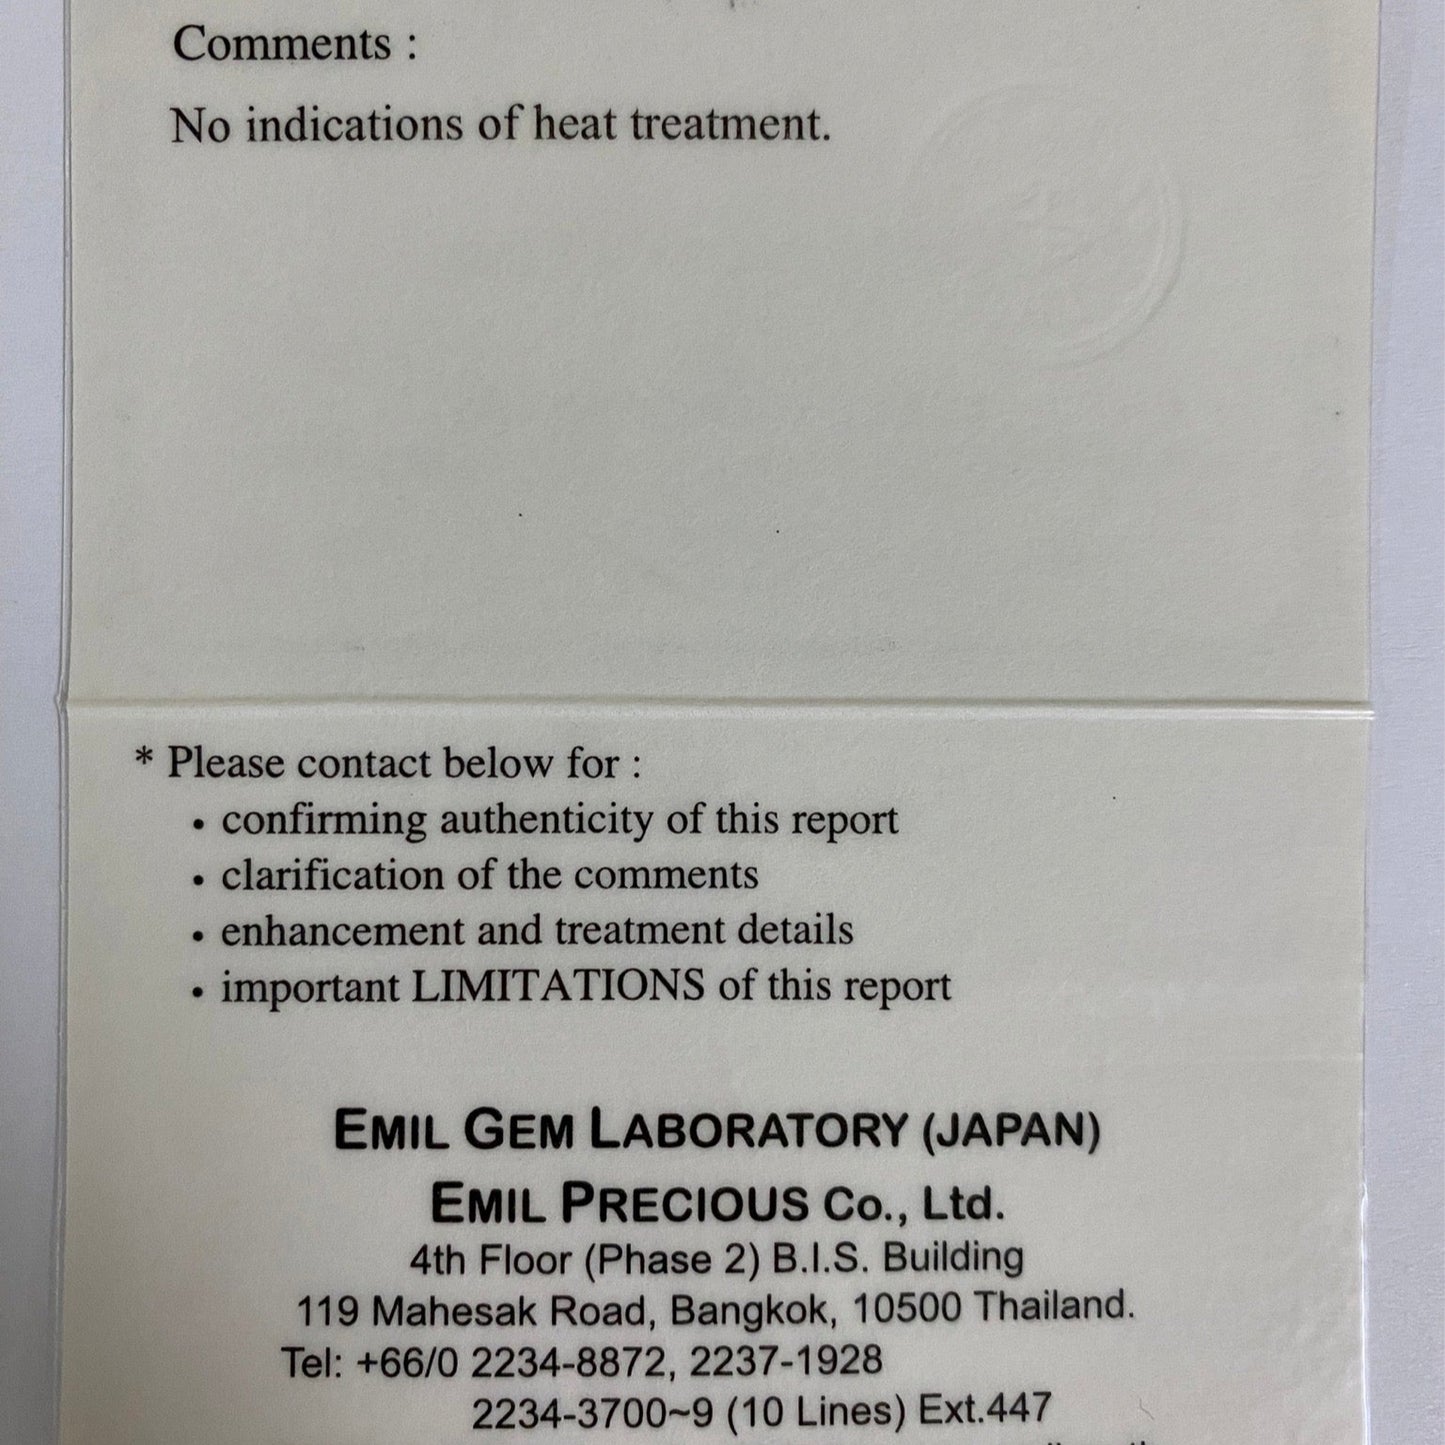 Comments :
No indications of heat treatment.
* Please contact below for :
• confirming authenticity of this report
• clarification of the comments
• enhancement and treatment details
• important LIMITATIONS of this report
EMIL GEM LABORATORY (JAPAN)
EMIL PRECIOUS Co., Ltd.
4th Floor (Phase 2) B.I.S. Building
119 Mahesak Road, Bangkok, 10500 Thailand.
Tel: +66/0 2234-8872, 2237-1928
2234-3700~9 (10 Lines) Ext.447